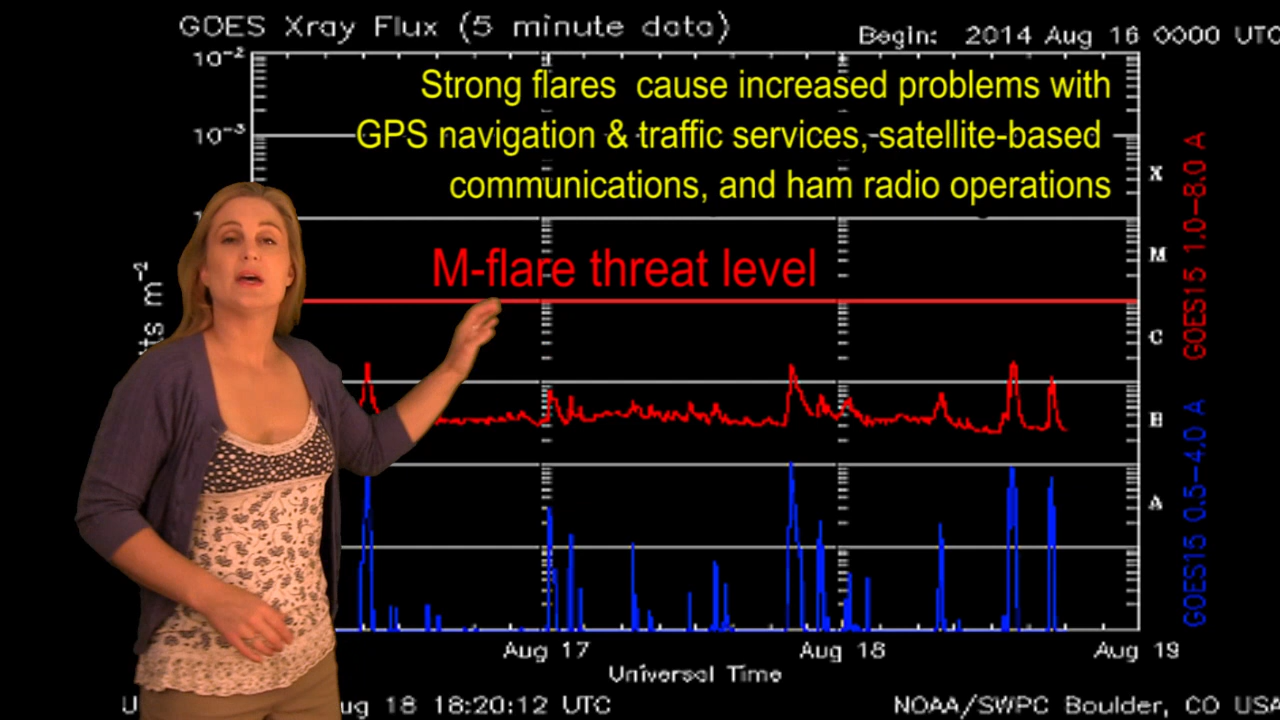 GOES Xray Flux (5 minute data)
Begin: 2014 Aug 16 0000 UTC
10-2
Strong flares cause increased problems with
10-3
GPS navigation & traffic services, satellite-based
communications, and ham radio operations
X
M
M-flare threat level
C
B
A
m-2
GOES15 1.0-8.0 A
GOES15 0.5-4.0 A
Aug 17
Aug 18
Aug 19
Universal Time
18 18:20:12 UTC
NOAA/SWPC Boulder, CO USA